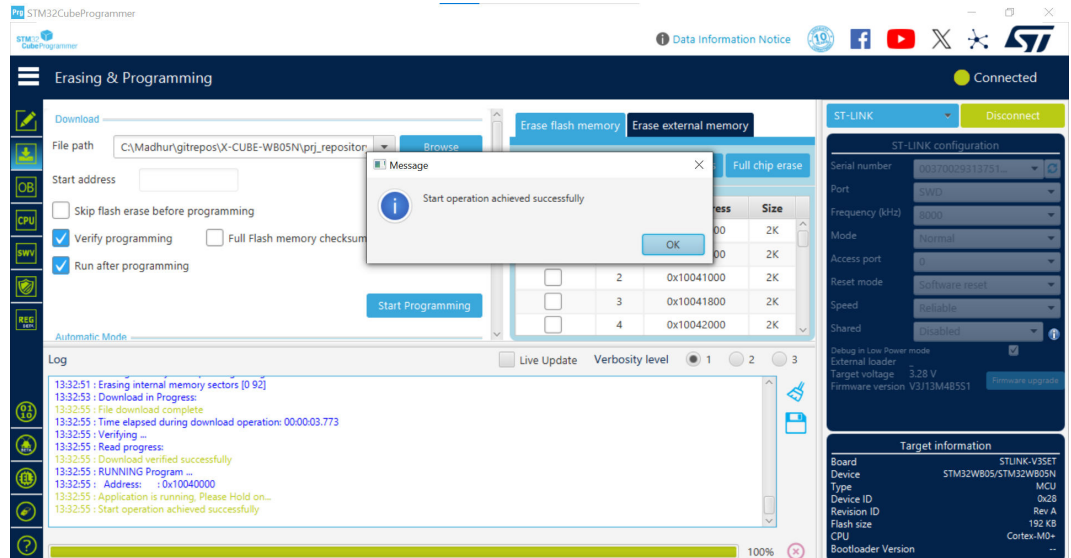 Prg STM32CubeProgrammer
STM32
CubeProgrammer
Data Information Notice
10
Erasing & Programming
Connected
Download
File path
C:\Madhur\gitrepos\X-CUBE-WB05N\prj_repositor
Browse
Start address
Skip flash erase before programming
Verify programming
Full Flash memory checksum
Run after programming
Start Programming
Automatic Mode
Erase flash memory
Erase external memory
Full chip erase
Size
00 2K
00 2K
2 0x10041000 2K
3 0x10041800 2K
4 0x10042000 2K
Message
Start operation achieved successfully
OK
OB
CPU
SWV
REG
Log
Live Update
Verbosity level
1
2
3
13:32:51 : Erasing internal memory sectors [0 92]
13:32:53 : Download in Progress:
13:32:55 : File download complete
13:32:55 : Time elapsed during download operation: 00:00:03.773
13:32:55 : Verifying ...
13:32:55 : Read progress:
13:32:55 : Download verified successfully
13:32:55 : RUNNING Program ...
13:32:55 : Address: : 0x10040000
13:32:55 : Application is running, Please Hold on...
13:32:55 : Start operation achieved successfully
100%
ST-LINK
Disconnect
ST-LINK configuration
Serial number 00370029313751...
Port SWD
Frequency (kHz) 8000
Mode Normal
Access port 0
Reset mode Software reset
Speed Reliable
Shared Disabled
Debug in Low Power mode
External loader _
Target voltage 3.28 V
Firmware version V3J13M4B5S1
Firmware upgrade
Target information
Board STLINK-V3SET
Device STM32WB05/STM32WB05N
Type MCU
Device ID 0x28
Revision ID Rev A
Flash size 192 KB
CPU Cortex-M0+
Bootloader Version --